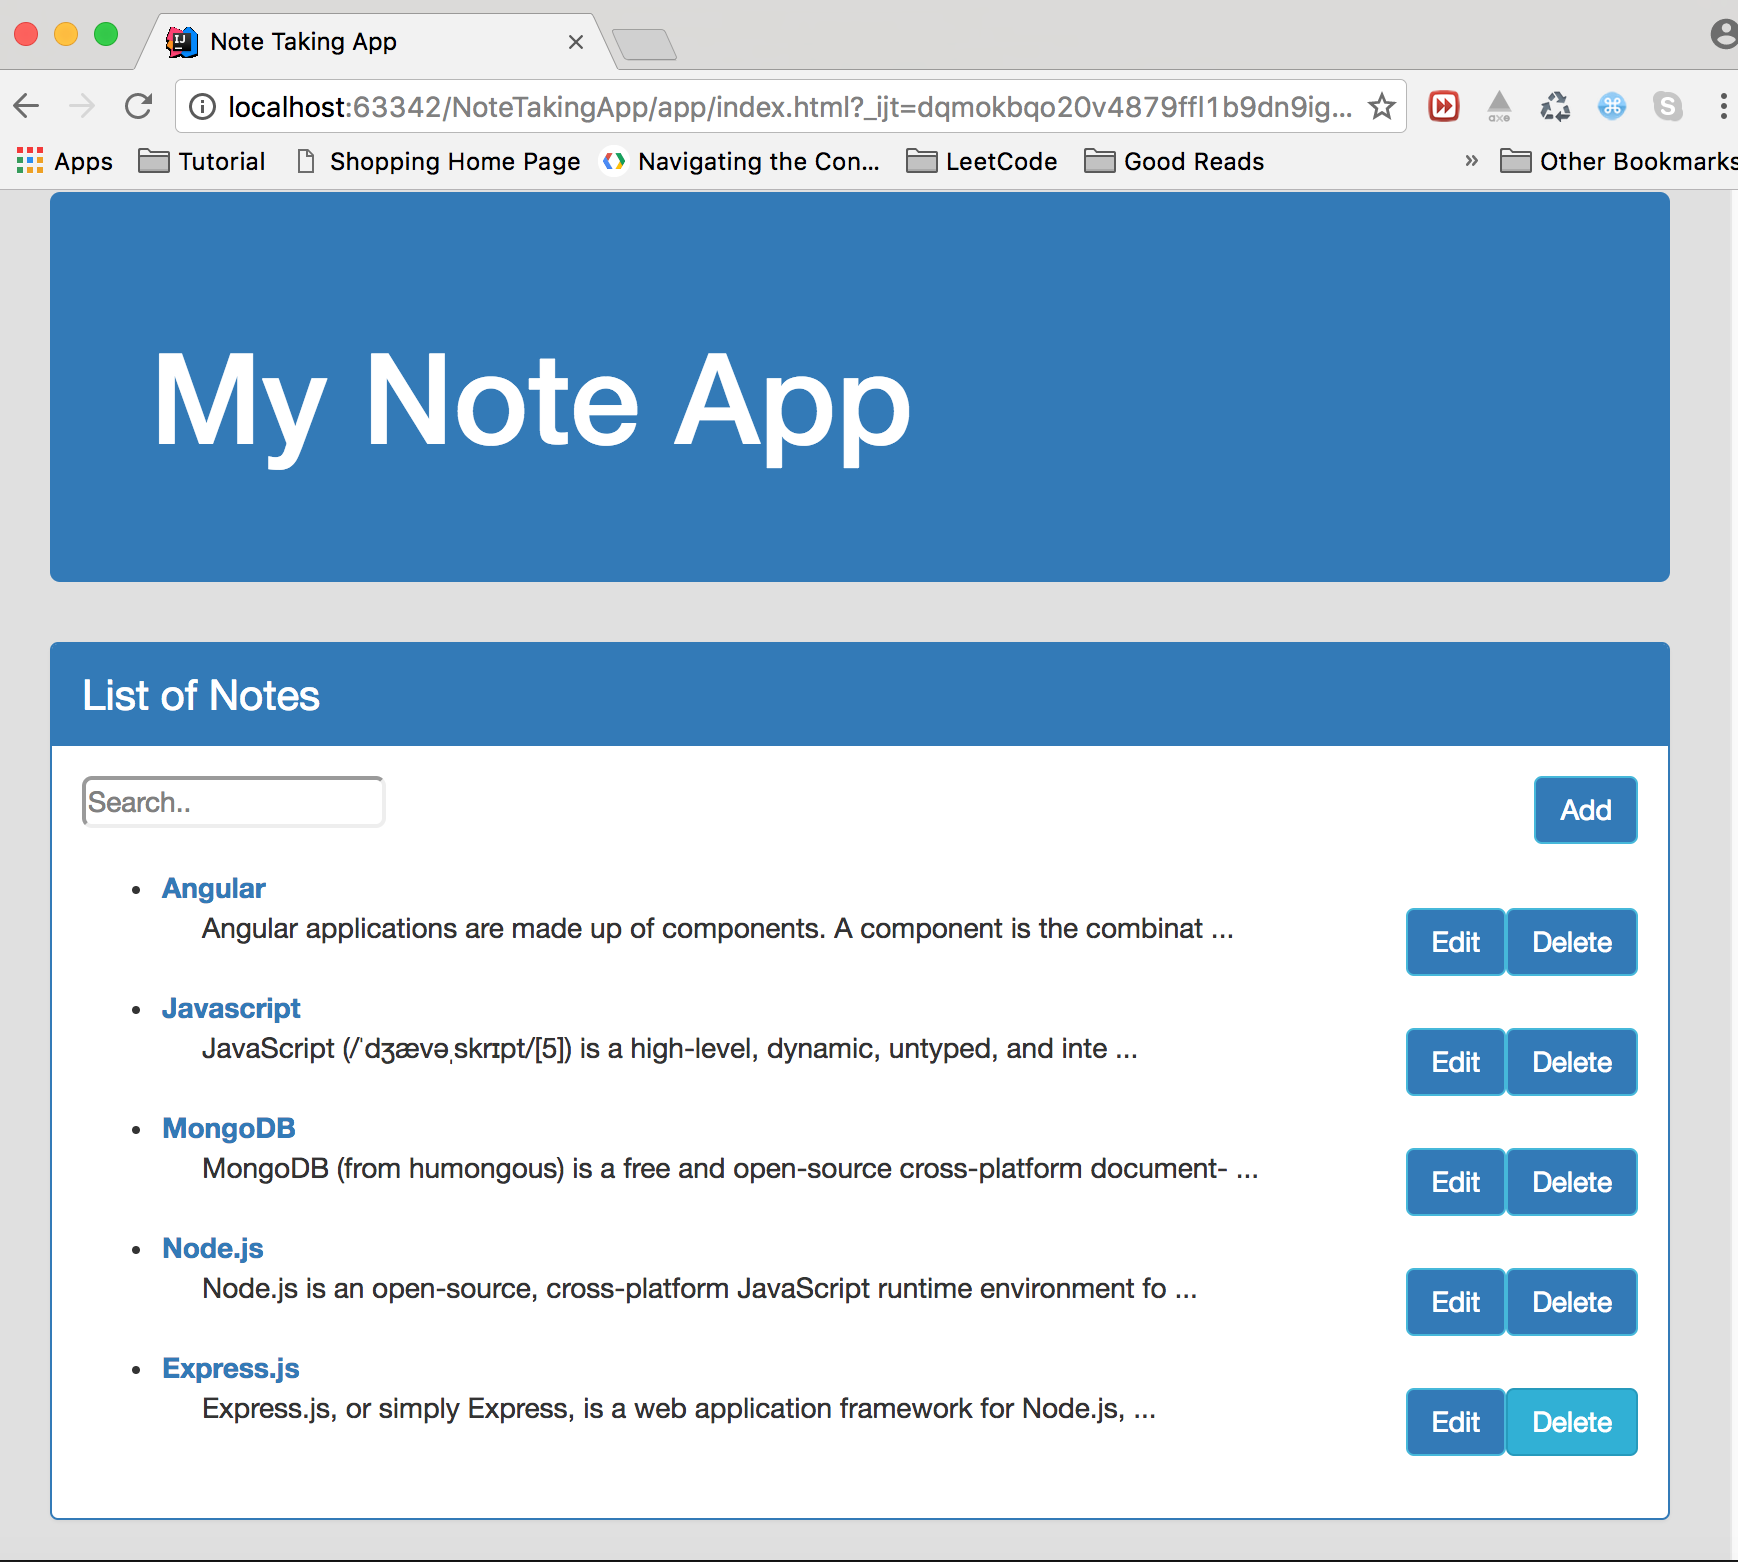 Note Taking App
localhost:63342/NoteTakingApp/app/index.html?_ijt=dqmokbqo20v4879ffl1b9dn9ig...
axe
S
Apps Tutorial Shopping Home Page Navigating the Con... LeetCode Good Reads » Other Bookmarks
My Note App
List of Notes
Search..
Add
• Angular
Angular applications are made up of components. A component is the combinat ...
Edit Delete
• Javascript
JavaScript (/ˈdʒævəˌskrɪpt/[5]) is a high-level, dynamic, untyped, and inte ...
Edit Delete
• MongoDB
MongoDB (from humongous) is a free and open-source cross-platform document- ...
Edit Delete
• Node.js
Node.js is an open-source, cross-platform JavaScript runtime environment fo ...
Edit Delete
• Express.js
Express.js, or simply Express, is a web application framework for Node.js, ...
Edit Delete